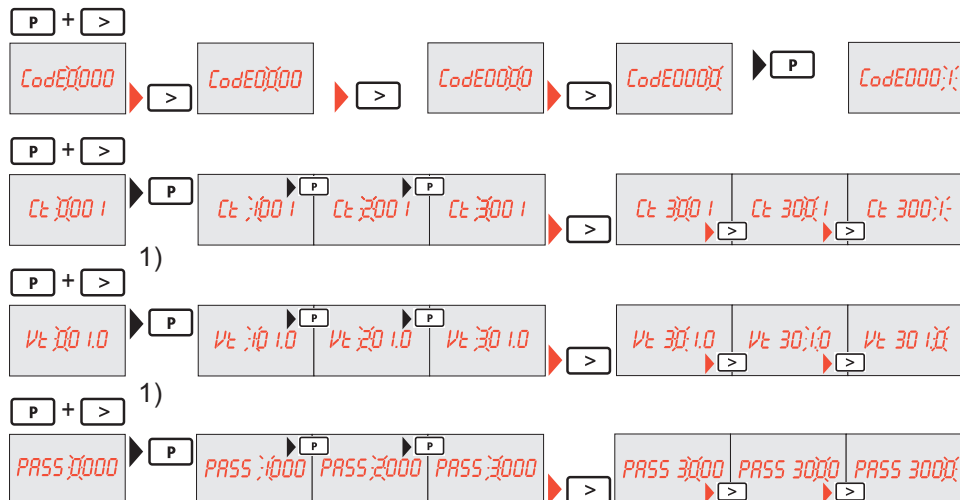 P + >
CodE0000 > CodE0000 > CodE0000 > CodE0000 P CodE0001
P + >
Ct 0001 P Ct 1001 P Ct 2001 P Ct 3001 > Ct 3001 > Ct 3001 > Ct 3001
1)
P + >
Vt 001.0 P Vt 101.0 P Vt 201.0 P Vt 301.0 > Vt 301.0 > Vt 301.0 > Vt 301.0
1)
P + >
PASS 0000 P PASS 1000 P PASS 2000 P PASS 3000 > PASS 3000 > PASS 3000 > PASS 3000